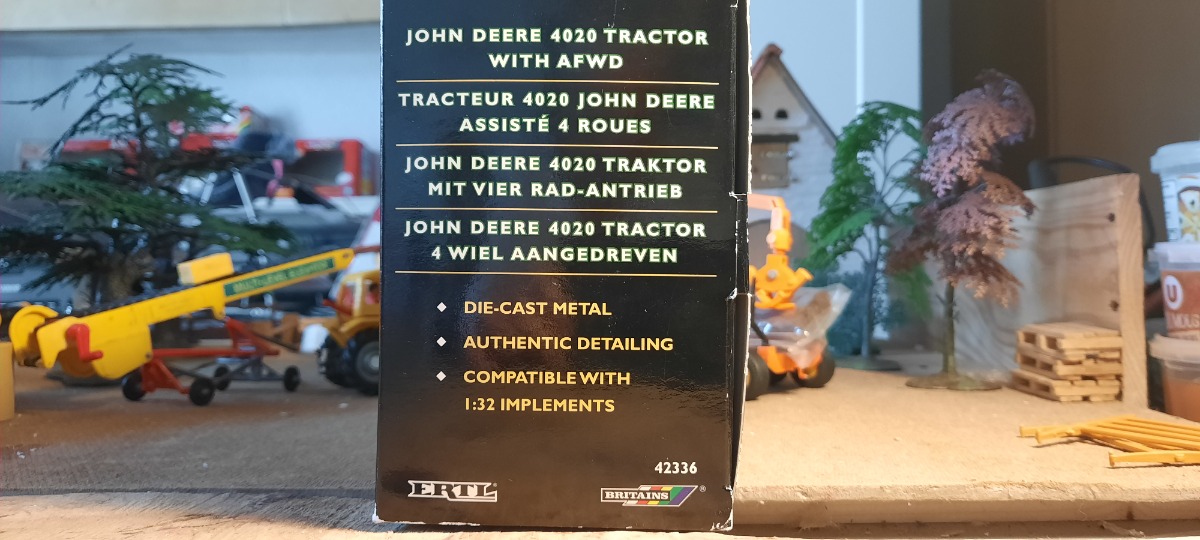 JOHN DEERE 4020 TRACTOR
WITH AFWD
TRACTEUR 4020 JOHN DEERE
ASSISTÉ 4 ROUES
JOHN DEERE 4020 TRAKTOR
MIT VIER RAD-ANTRIEB
JOHN DEERE 4020 TRACTOR
4 WIEL AANGEDREVEN
DIE-CAST METAL
AUTHENTIC DETAILING
COMPATIBLE WITH
1:32 IMPLEMENTS
42336
ERTL
BRITAINS®